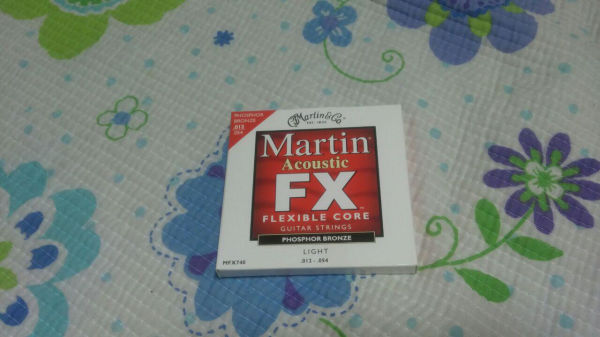 PHOSPHOR
BRONZE
.012
.054
Martin & Co
EST. 1833
Martin
Acoustic
FX
FLEXIBLE CORE
GUITAR STRINGS
PHOSPHOR BRONZE
LIGHT
MFX740
.012 - .054